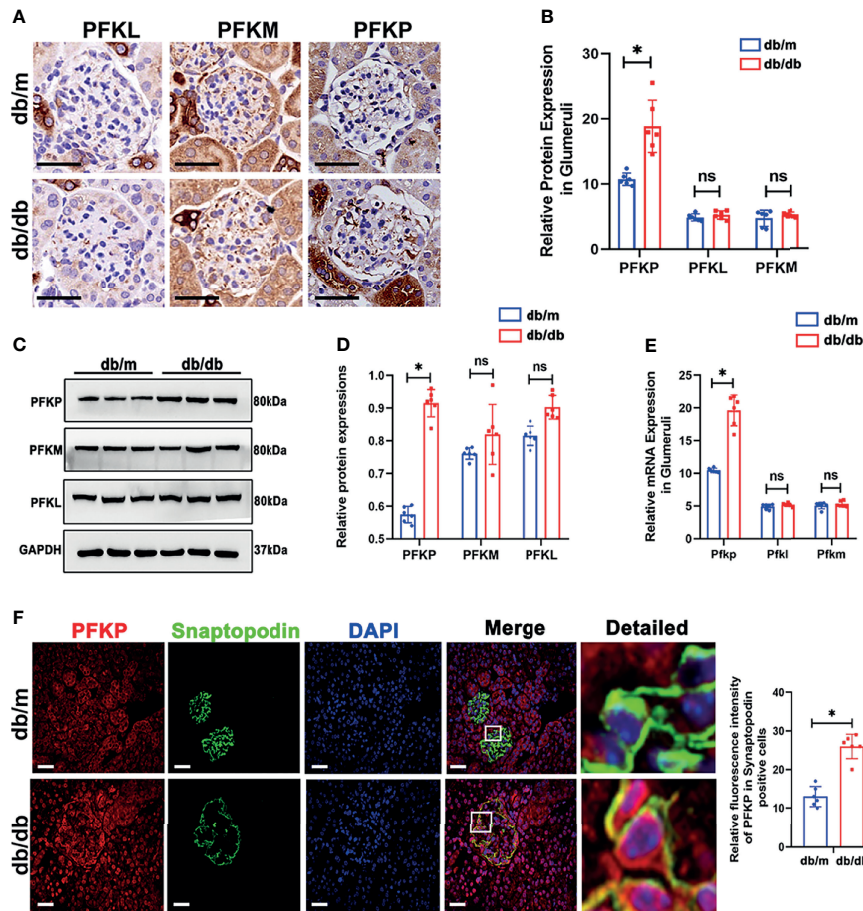 A
PFKL PFKM PFKP
db/m
db/db
B
Relative Protein Expression
in Glumeruli
30
20
10
0
*
ns
ns
db/m
db/db
PFKP PFKL PFKM
C
db/m db/db
PFKP 80kDa
PFKM 80kDa
PFKL 80kDa
GAPDH 37kDa
D
db/m
db/db
Relative protein expressions
1.0
0.9
0.8
0.7
0.6
0.5
*
ns
ns
PFKP PFKM PFKL
E
db/m
db/db
Relative mRNA Expression
in Glumeruli
25
20
15
10
5
0
*
ns
ns
Pfkp Pfkl Pfkm
F
PFKP Snaptopodin DAPI Merge Detailed
db/m
db/db
Relative fluorescence intensity
of PFKP in Synaptopodin
positive cells
40
30
20
10
0
*
db/m db/db